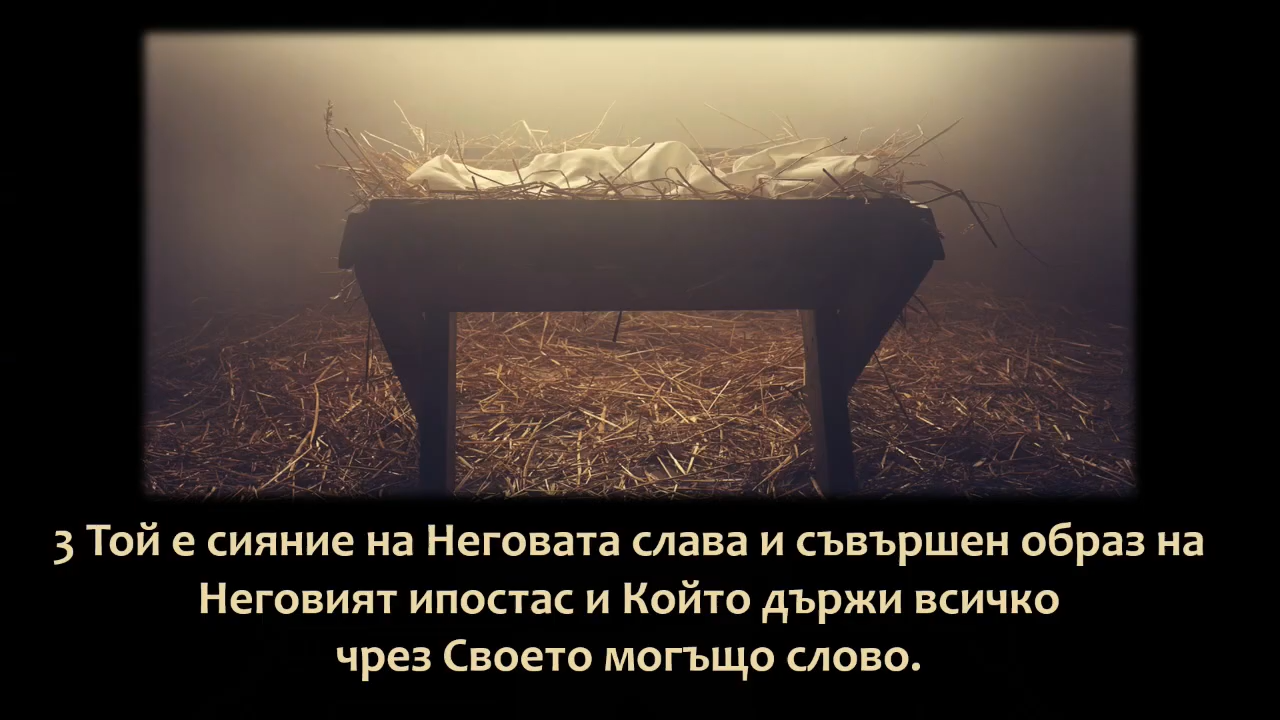 3 Той е сияние на Неговата слава и съвършен образ на
Неговият ипостас и Който държи всичко
чрез Своето могъщо слово.